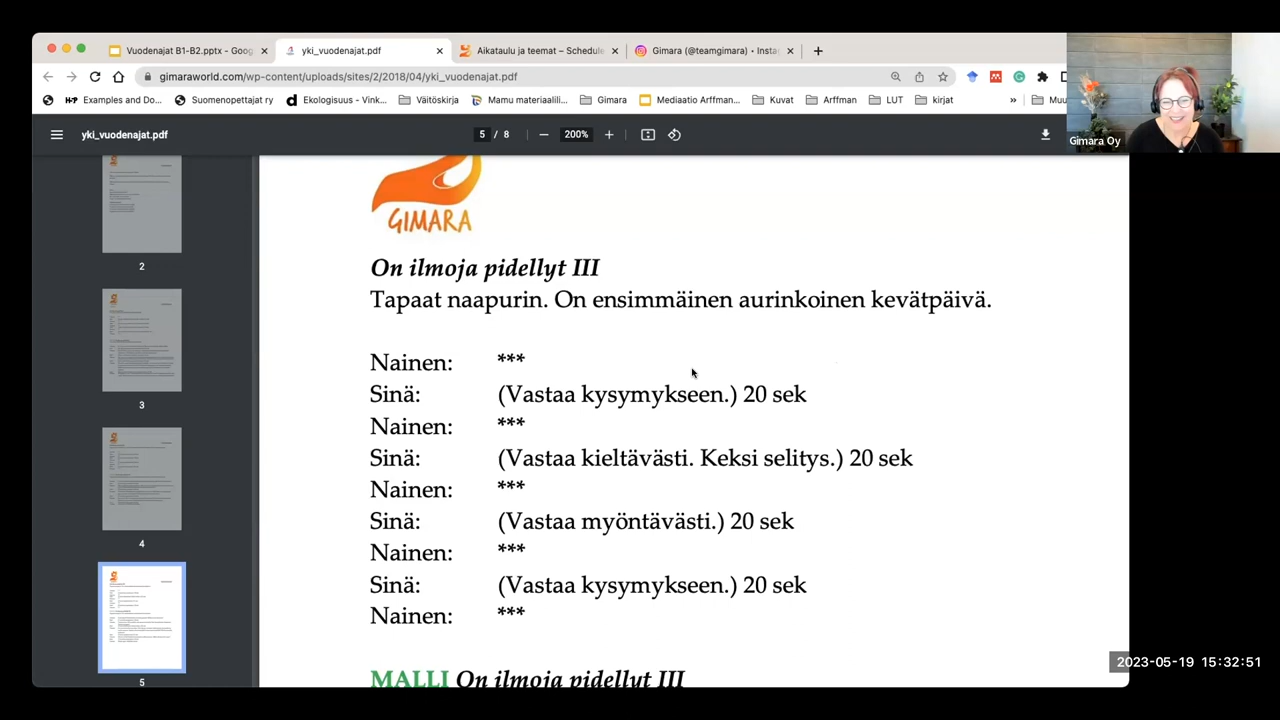 Vuodenajat B1-B2.pptx - Goog
yki_vuodenajat.pdf
Aikataulu ja teemat – Schedule
Gimara (@teamgimara) • Insta
gimaraworld.com/wp-content/uploads/sites/2/2018/04/yki_vuodenajat.pdf
Examples and Do...
Suomenopettajat ry
Ekologisuus - Vink...
Väitöskirja
Mamu materiaalili...
Gimara
Mediaatio Arffman...
Kuvat
Arffman
LUT
kirjat
»
yki_vuodenajat.pdf
5 / 8
200%
Gimara Oy
2
3
4
5
GIMARA
On ilmoja pidellyt III
Tapaat naapurin. On ensimmäinen aurinkoinen kevätpäivä.
Nainen: ***
Sinä: (Vastaa kysymykseen.) 20 sek
Nainen: ***
Sinä: (Vastaa kieltävästi. Keksi selitys.) 20 sek
Nainen: ***
Sinä: (Vastaa myöntävästi.) 20 sek
Nainen: ***
Sinä: (Vastaa kysymykseen.) 20 sek
Nainen: ***
MALLI On ilmoja pidellyt III
2023-05-19 15:32:51